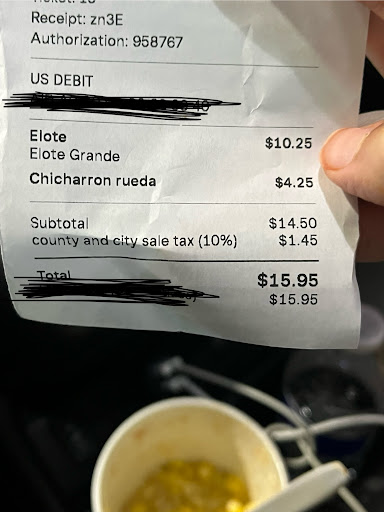 Receipt: zn3E
Authorization: 958767
US DEBIT
Elote $10.25
Elote Grande
Chicharron rueda $4.25
Subtotal $14.50
county and city sale tax (10%) $1.45
Total $15.95
$15.95